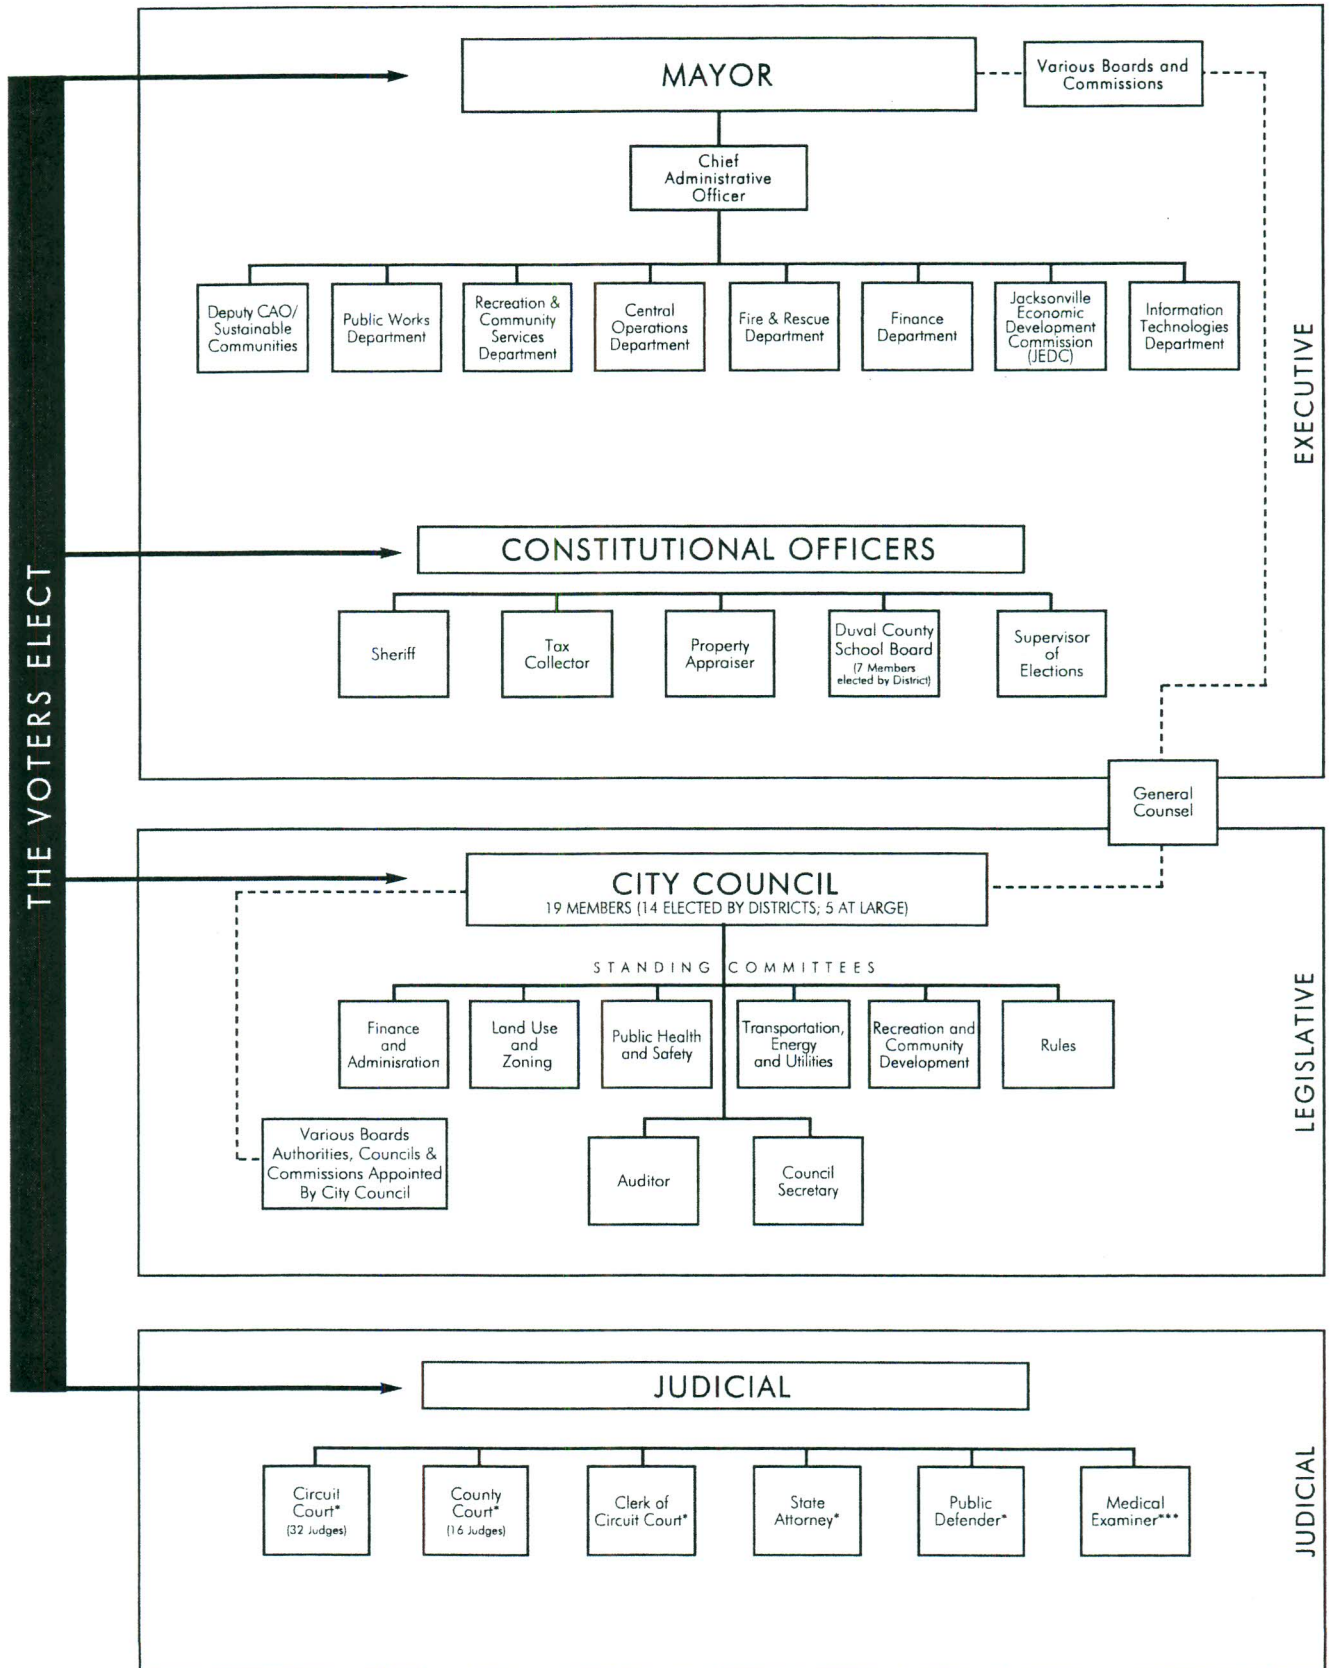 THE VOTERS ELECT
EXECUTIVE
MAYOR
Various Boards and
Commissions
Chief
Administrative
Officer
Deputy CAO/
Sustainable
Communities
Public Works
Department
Recreation &
Community
Services
Department
Central
Operations
Department
Fire & Rescue
Department
Finance
Department
Jacksonville
Economic
Development
Commission
(JEDC)
Information
Technologies
Department
CONSTITUTIONAL OFFICERS
Sheriff
Tax
Collector
Property
Appraiser
Duval County
School Board
(7 Members
elected by District)
Supervisor
of
Elections
General
Counsel
LEGISLATIVE
CITY COUNCIL
19 MEMBERS (14 ELECTED BY DISTRICTS; 5 AT LARGE)
STANDING COMMITTEES
Finance
and
Adminisration
Land Use
and
Zoning
Public Health
and Safety
Transportation,
Energy
and Utilities
Recreation and
Community
Development
Rules
Various Boards
Authorities, Councils &
Commissions Appointed
By City Council
Auditor
Council
Secretary
JUDICIAL
JUDICIAL
Circuit
Court*
(32 Judges)
County
Court*
(16 Judges)
Clerk of
Circuit Court*
State
Attorney*
Public
Defender*
Medical
Examiner***